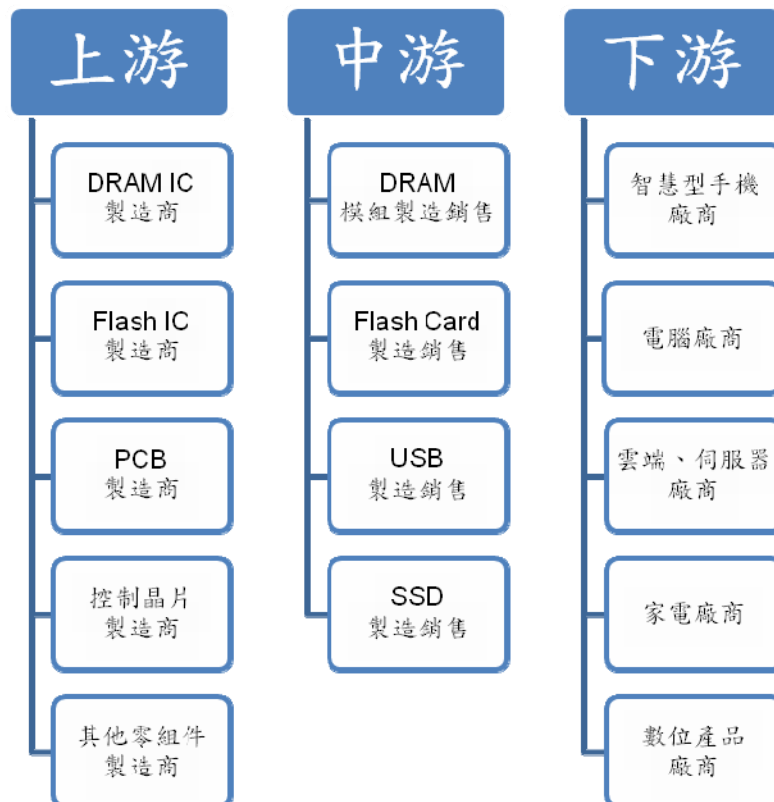 上游
DRAM IC
製造商
Flash IC
製造商
PCB
製造商
控制晶片
製造商
其他零組件
製造商
中游
DRAM
模組製造銷售
Flash Card
製造銷售
USB
製造銷售
SSD
製造銷售
下游
智慧型手機
廠商
電腦廠商
雲端、伺服器
廠商
家電廠商
數位產品
廠商